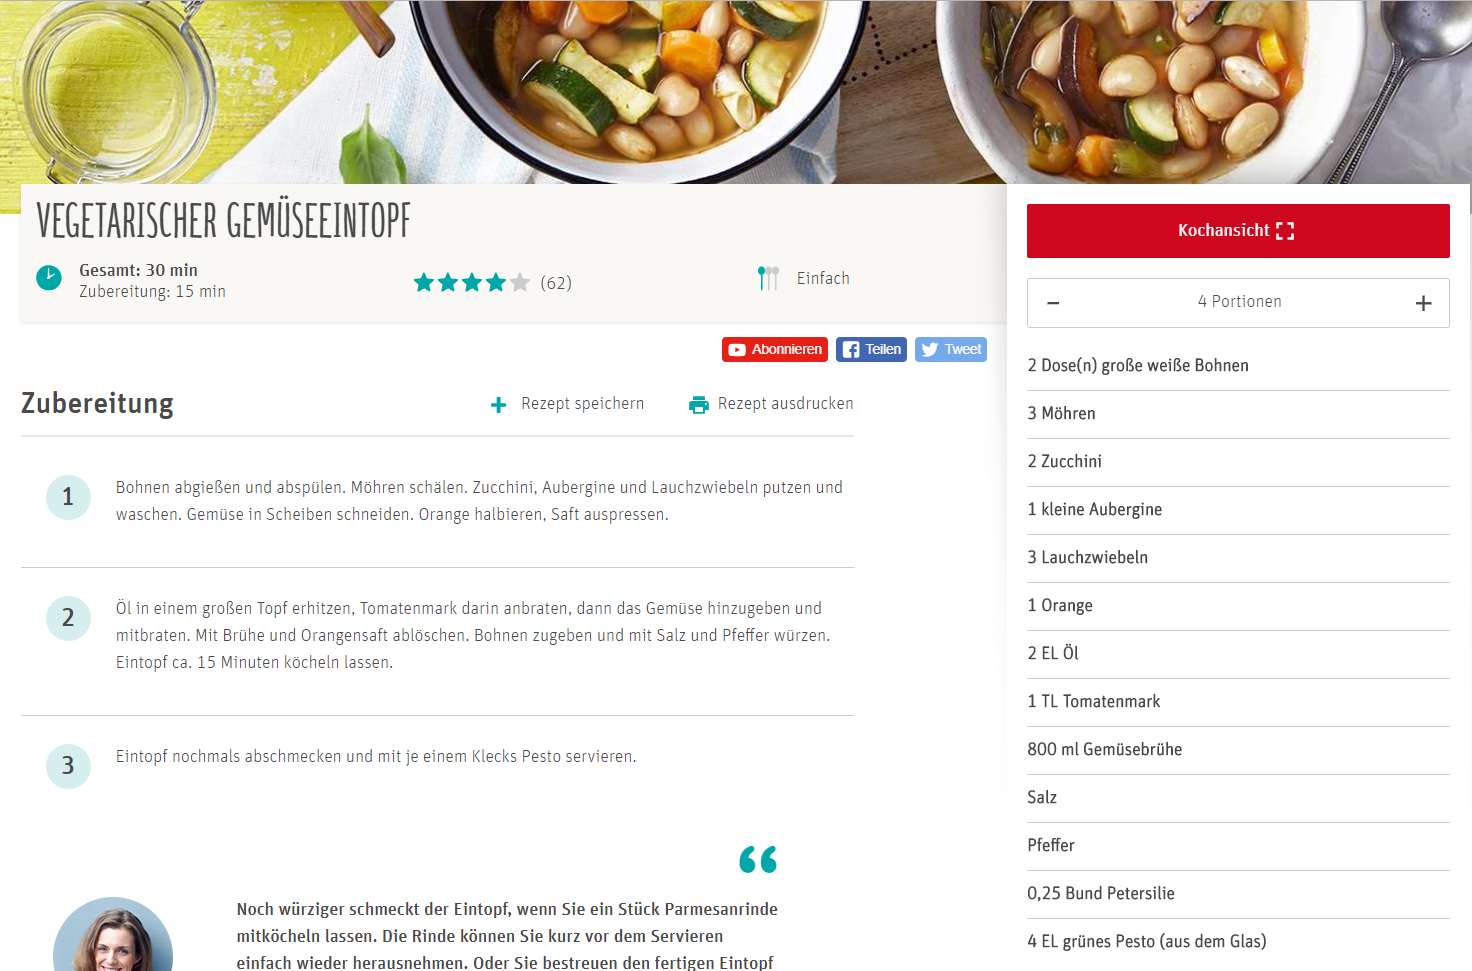 VEGETARISCHER GEMÜSEEINTOPF
Gesamt: 30 min
Zubereitung: 15 min
(62)
Einfach
Abonnieren
Teilen
Tweet
Zubereitung
Rezept speichern
Rezept ausdrucken
1
Bohnen abgießen und abspülen. Möhren schälen. Zucchini, Aubergine und Lauchzwiebeln putzen und
waschen. Gemüse in Scheiben schneiden. Orange halbieren, Saft auspressen.
2
Öl in einem großen Topf erhitzen, Tomatenmark darin anbraten, dann das Gemüse hinzugeben und
mitbraten. Mit Brühe und Orangensaft ablöschen. Bohnen zugeben und mit Salz und Pfeffer würzen.
Eintopf ca. 15 Minuten köcheln lassen.
3
Eintopf nochmals abschmecken und mit je einem Klecks Pesto servieren.
“
Noch würziger schmeckt der Eintopf, wenn Sie ein Stück Parmesanrinde
mitköcheln lassen. Die Rinde können Sie kurz vor dem Servieren
einfach wieder herausnehmen. Oder Sie bestreuen den fertigen Eintopf
Kochansicht
− 4 Portionen +
2 Dose(n) große weiße Bohnen
3 Möhren
2 Zucchini
1 kleine Aubergine
3 Lauchzwiebeln
1 Orange
2 EL Öl
1 TL Tomatenmark
800 ml Gemüsebrühe
Salz
Pfeffer
0,25 Bund Petersilie
4 EL grünes Pesto (aus dem Glas)